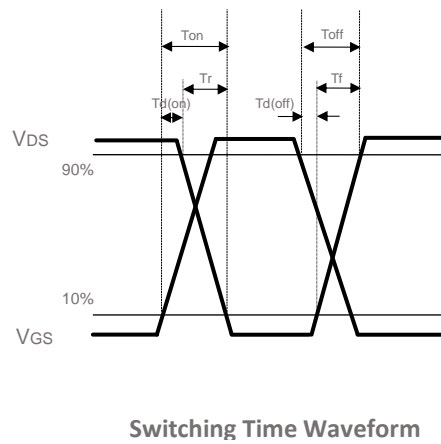 Ton Toff
Tr Tf
Td(on) Td(off)
VDS
90%
10%
VGS
Switching Time Waveform